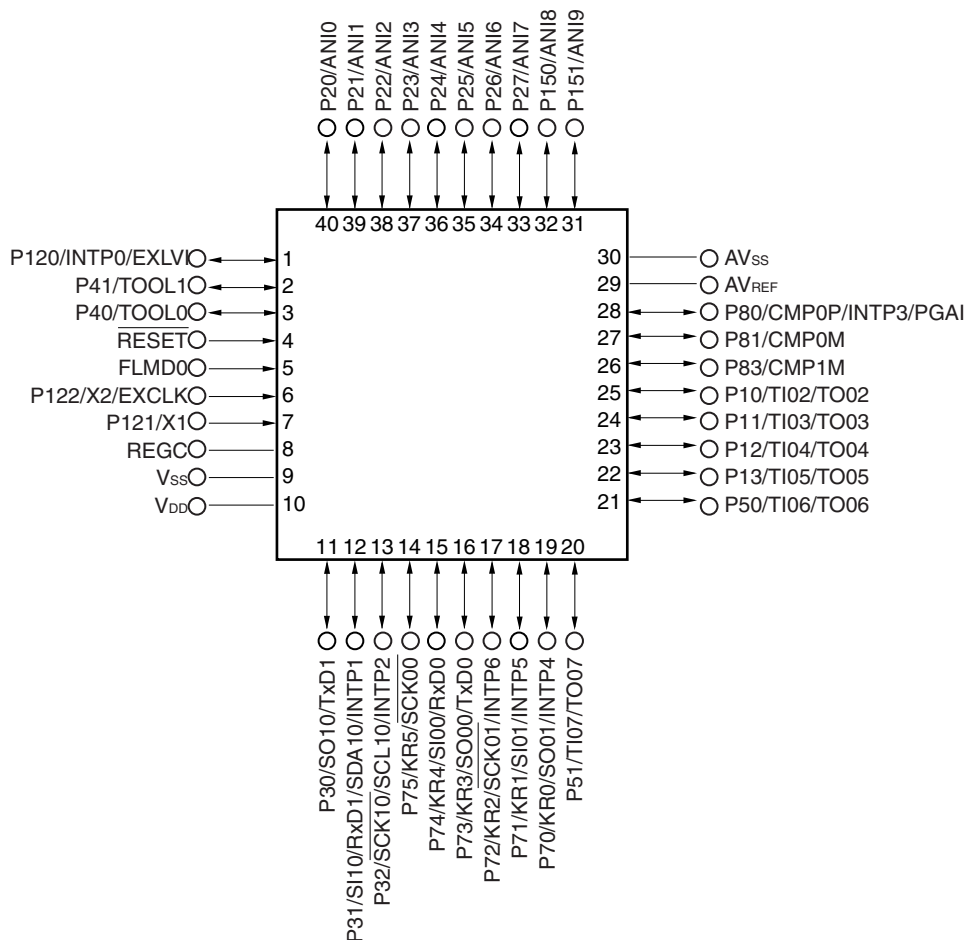 P20/ANI0
P21/ANI1
P22/ANI2
P23/ANI3
P24/ANI4
P25/ANI5
P26/ANI6
P27/ANI7
P150/ANI8
P151/ANI9
40 39 38 37 36 35 34 33 32 31
P120/INTP0/EXLVI 1
P41/TOOL1 2
P40/TOOL0 3
RESET 4
FLMD0 5
P122/X2/EXCLK 6
P121/X1 7
REGC 8
VSS 9
VDD 10
30 AVSS
29 AVREF
28 P80/CMP0P/INTP3/PGAI
27 P81/CMP0M
26 P83/CMP1M
25 P10/TI02/TO02
24 P11/TI03/TO03
23 P12/TI04/TO04
22 P13/TI05/TO05
21 P50/TI06/TO06
11 12 13 14 15 16 17 18 19 20
P30/SO10/TxD1
P31/SI10/RxD1/SDA10/INTP1
P32/SCK10/SCL10/INTP2
P75/KR5/SCK00
P74/KR4/SI00/RxD0
P73/KR3/SO00/TxD0
P72/KR2/SCK01/INTP6
P71/KR1/SI01/INTP5
P70/KR0/SO01/INTP4
P51/TI07/TO07